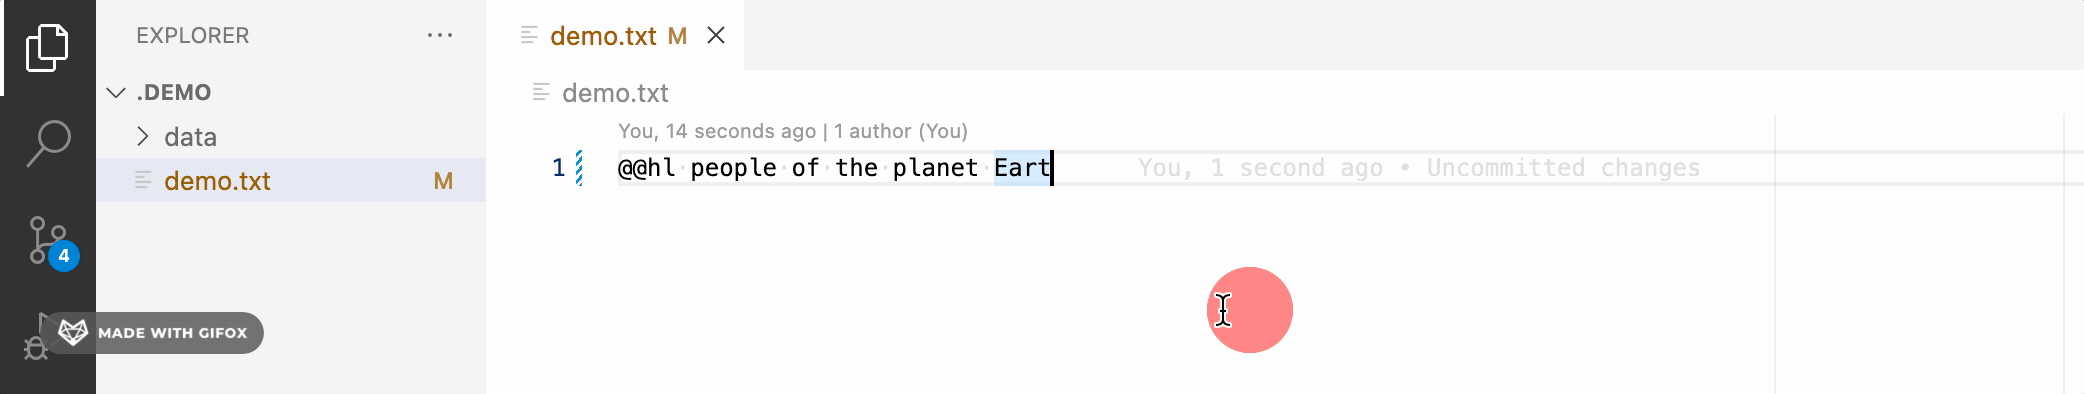 EXPLORER ···
.DEMO
data
demo.txt M
4
MADE WITH GIFOX
demo.txt M
demo.txt
You, 14 seconds ago | 1 author (You)
1 @@hl·people·of·the·planet·Eart You, 1 second ago • Uncommitted changes